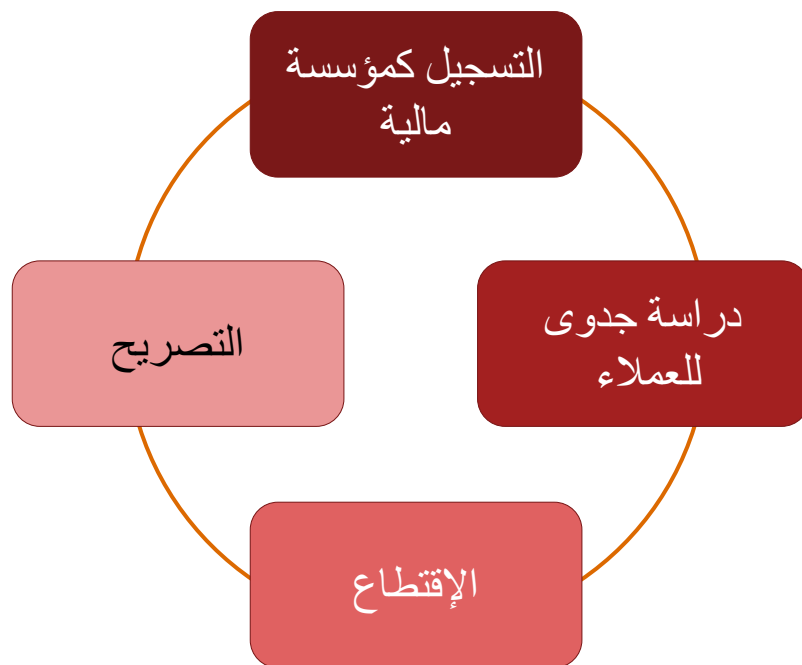 التسجيل كمؤسسة
مالية
دراسة جدوى
للعملاء
الإقتطاع
التصريح